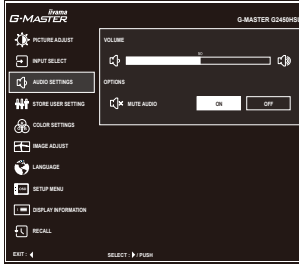 iiyama
G-MASTER
G-MASTER G2450HSU
PICTURE ADJUST
INPUT SELECT
AUDIO SETTINGS
STORE USER SETTING
COLOR SETTINGS
IMAGE ADJUST
LANGUAGE
SETUP MENU
DISPLAY INFORMATION
RECALL
VOLUME
OPTIONS
MUTE AUDIO
ON
OFF
EXIT :
SELECT : / PUSH